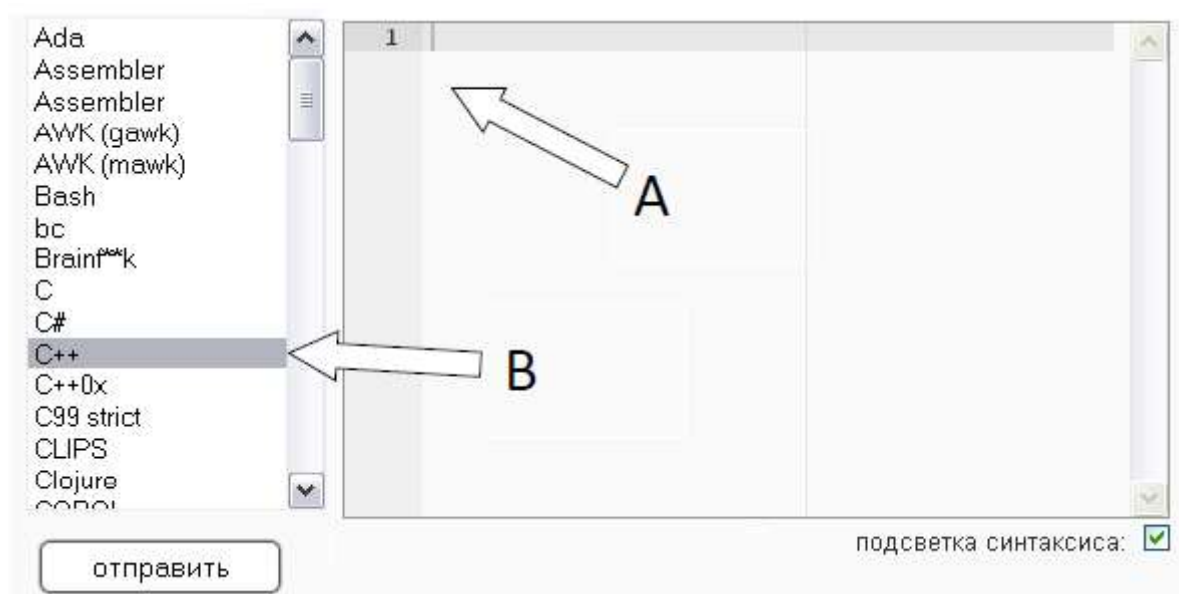 Ada
Assembler
Assembler
AWK (gawk)
AWK (mawk)
Bash
bc
Brainf**k
C
C#
C++
C++0x
C99 strict
CLIPS
Clojure
1
A
B
подсветка синтаксиса:
отправить